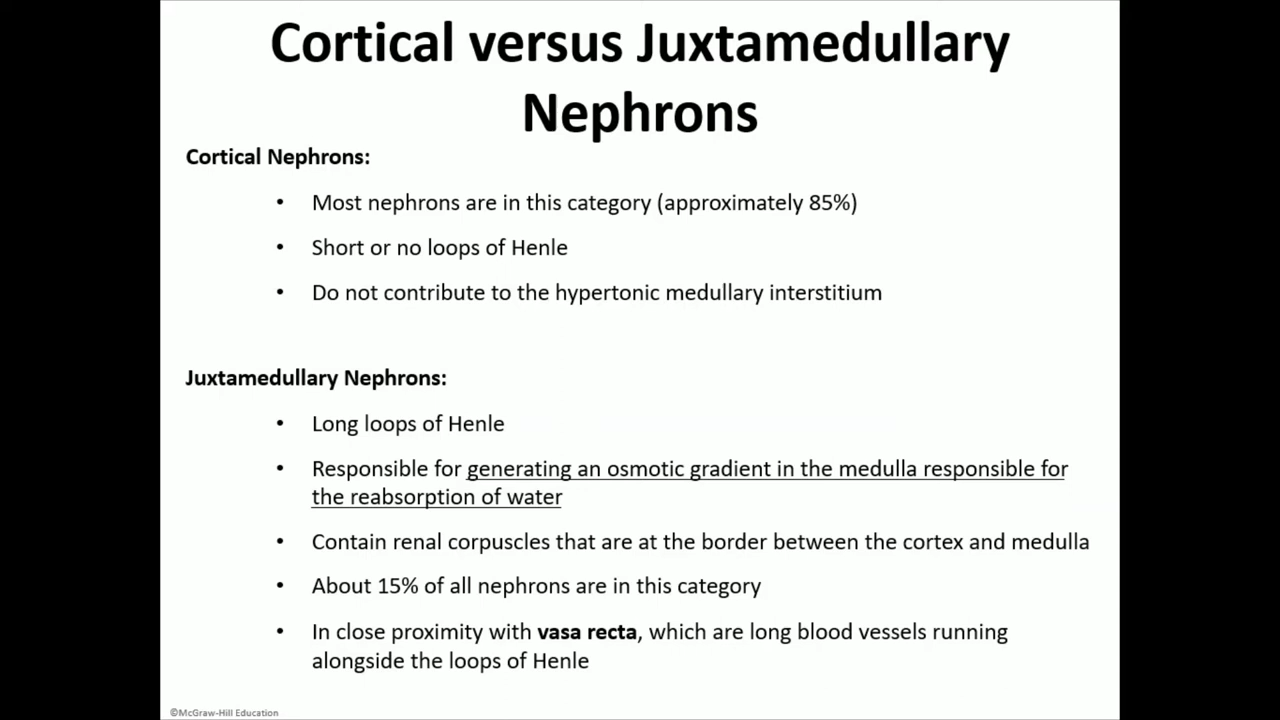 Cortical versus Juxtamedullary
Nephrons
Cortical Nephrons:
• Most nephrons are in this category (approximately 85%)
• Short or no loops of Henle
• Do not contribute to the hypertonic medullary interstitium
Juxtamedullary Nephrons:
• Long loops of Henle
• Responsible for generating an osmotic gradient in the medulla responsible for
the reabsorption of water
• Contain renal corpuscles that are at the border between the cortex and medulla
• About 15% of all nephrons are in this category
• In close proximity with vasa recta, which are long blood vessels running
alongside the loops of Henle
©McGraw-Hill Education